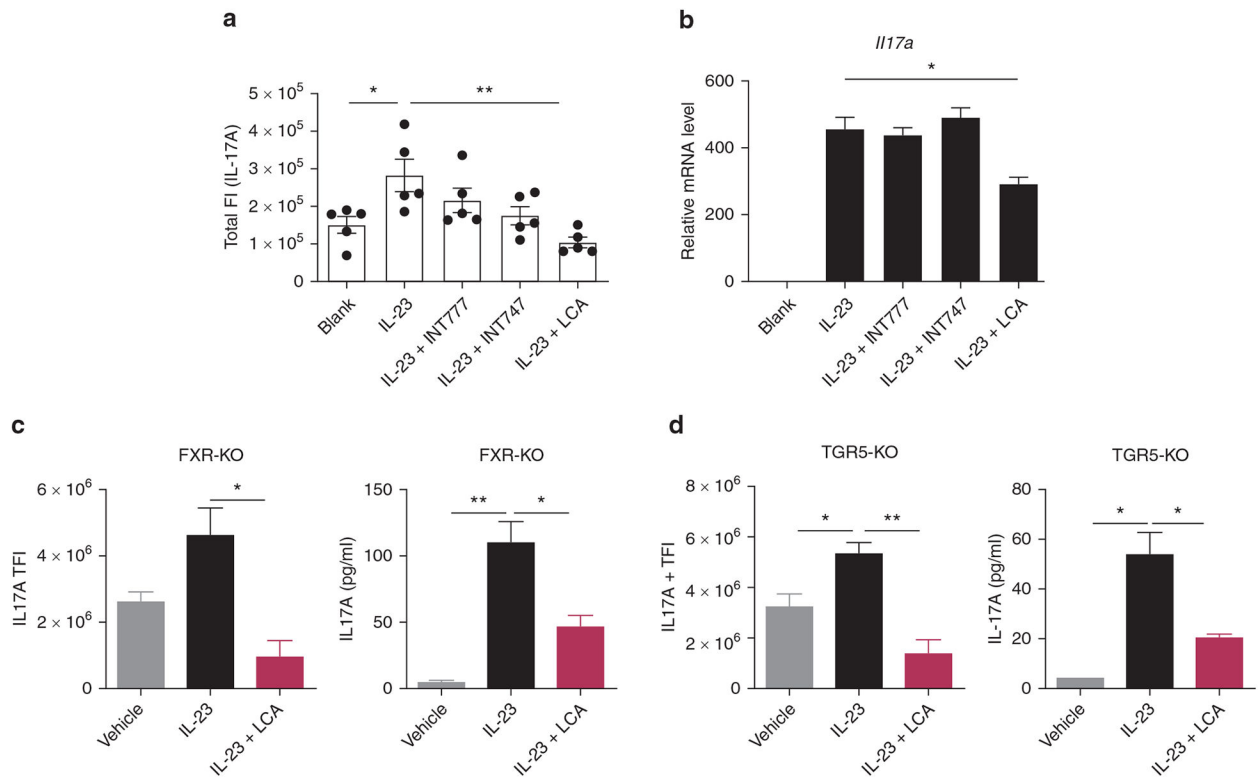 a
Total FI (IL-17A)
5 × 10⁵
4 × 10⁵
3 × 10⁵
2 × 10⁵
1 × 10⁵
0
*
**
Blank
IL-23
IL-23 + INT777
IL-23 + INT747
IL-23 + LCA
b
Il17a
Relative mRNA level
600
400
200
0
*
Blank
IL-23
IL-23 + INT777
IL-23 + INT747
IL-23 + LCA
c
FXR-KO
IL17A TFI
6 × 10⁶
4 × 10⁶
2 × 10⁶
0
*
Vehicle
IL-23
IL-23 + LCA
FXR-KO
IL17A (pg/ml)
150
100
50
0
**
*
Vehicle
IL-23
IL-23 + LCA
d
TGR5-KO
IL17A + TFI
8 × 10⁶
6 × 10⁶
4 × 10⁶
2 × 10⁶
0
*
**
Vehicle
IL-23
IL-23 + LCA
TGR5-KO
IL-17A (pg/ml)
80
60
40
20
0
*
*
Vehicle
IL-23
IL-23 + LCA